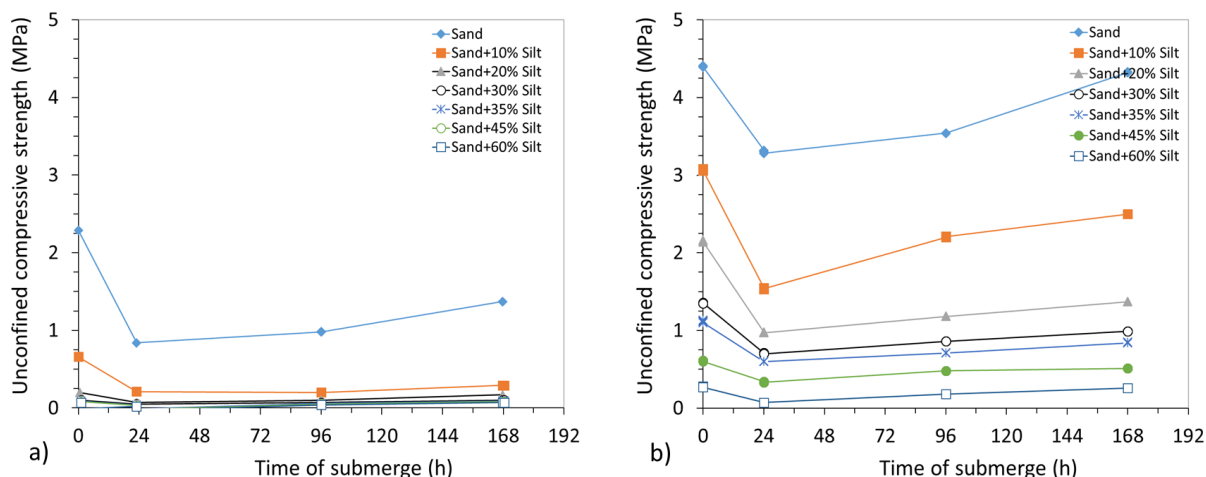 Unconfined compressive strength (MPa)
5
4
3
2
1
0
Sand
Sand+10% Silt
Sand+20% Silt
Sand+30% Silt
Sand+35% Silt
Sand+45% Silt
Sand+60% Silt
0 24 48 72 96 120 144 168 192
a)
Time of submerge (h)
Unconfined compressive strength (MPa)
5
4
3
2
1
0
Sand
Sand+10% Silt
Sand+20% Silt
Sand+30% Silt
Sand+35% Silt
Sand+45% Silt
Sand+60% Silt
0 24 48 72 96 120 144 168 192
b)
Time of submerge (h)